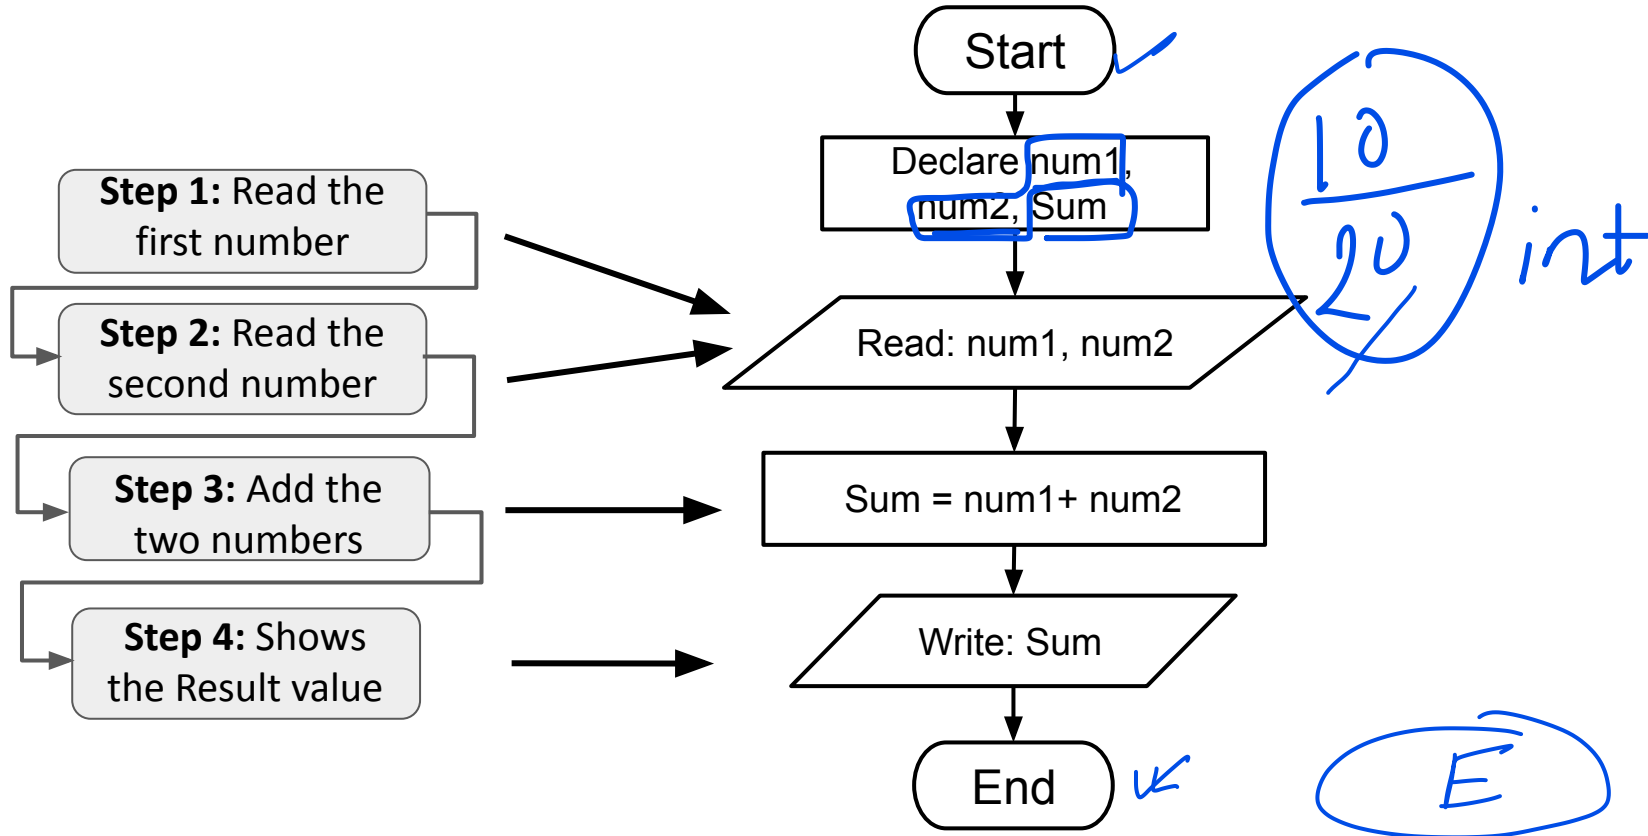 Start
Declare num1,
num2, Sum
10
20
int
Step 1: Read the
first number
Step 2: Read the
second number
Read: num1, num2
Step 3: Add the
two numbers
Sum = num1+ num2
Step 4: Shows
the Result value
Write: Sum
End
E